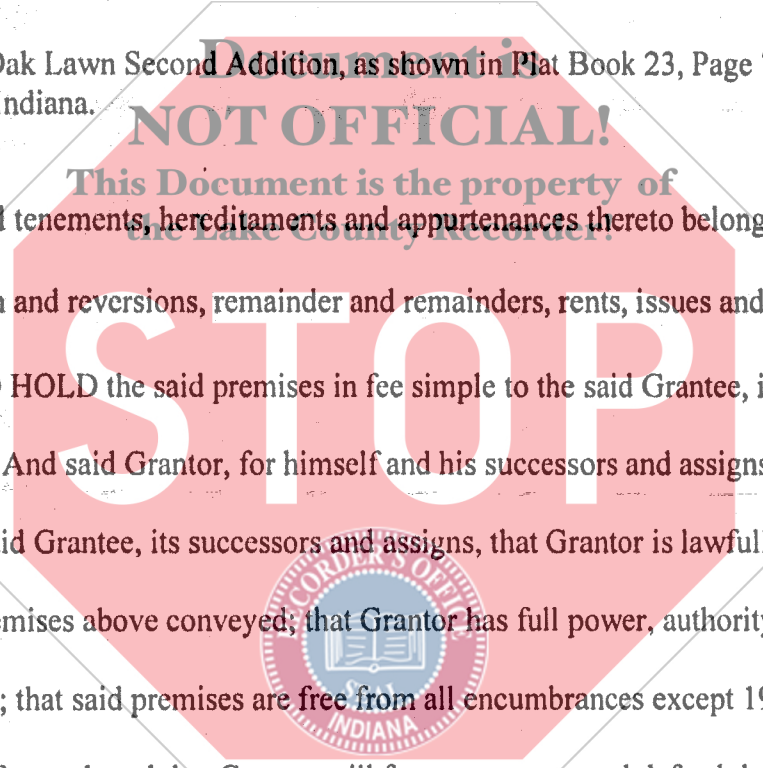 Document is
Oak Lawn Second Addition, as shown in Plat Book 23, Page
Indiana.
NOT OFFICIAL!
This Document is the property of
tenements, hereditaments and appurtenances thereto belong
the Lake County Recorder!
and reversions, remainder and remainders, rents, issues and
STOP
HOLD the said premises in fee simple to the said Grantee, i
And said Grantor, for himself and his successors and assigns
id Grantee, its successors and assigns, that Grantor is lawful
RECORDER'S OFFICE
emises above conveyed; that Grantor has full power, authority
SEAL
; that said premises are free from all encumbrances except 19
INDIANA